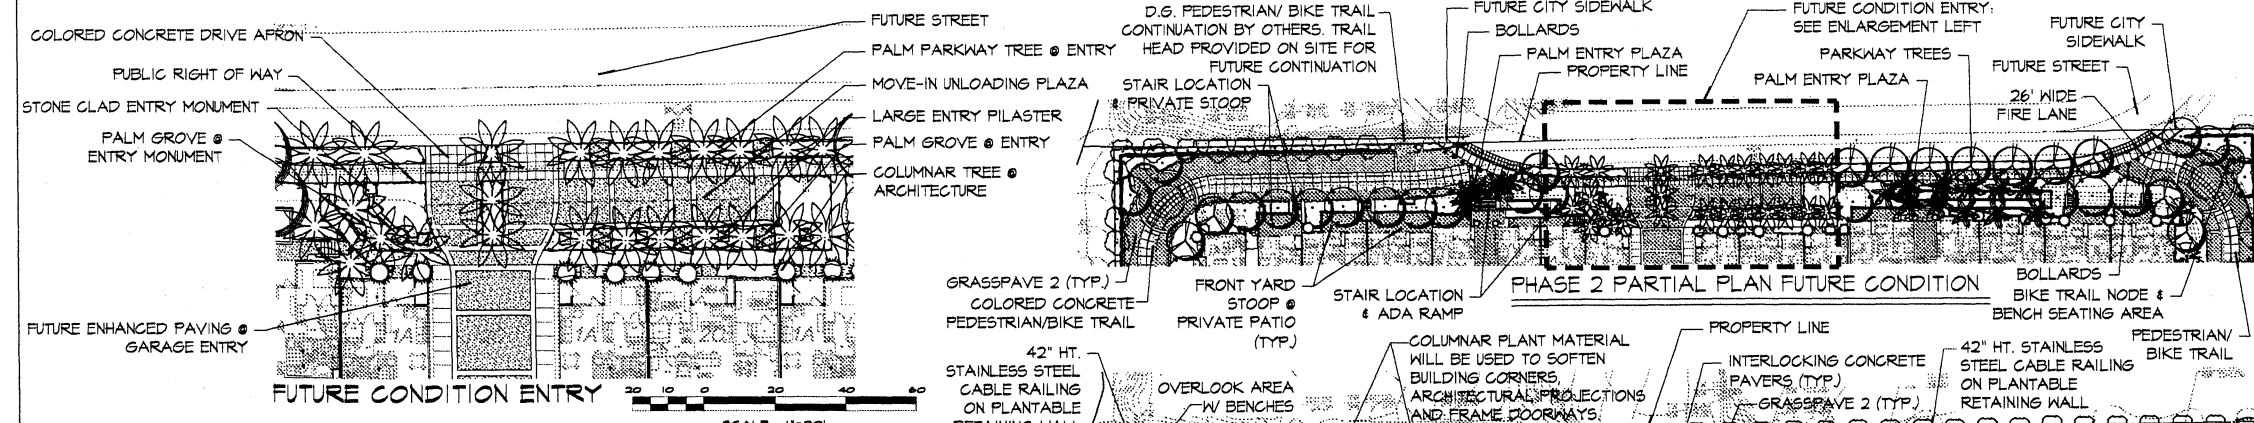 COLORED CONCRETE DRIVE APRON
PUBLIC RIGHT OF WAY
STONE CLAD ENTRY MONUMENT
PALM GROVE @
ENTRY MONUMENT
FUTURE ENHANCED PAVING @
GARAGE ENTRY
FUTURE STREET
PALM PARKWAY TREE @ ENTRY
MOVE-IN UNLOADING PLAZA
LARGE ENTRY PILASTER
PALM GROVE @ ENTRY
COLUMNAR TREE @
ARCHITECTURE
FUTURE CONDITION ENTRY
20 10 0 20 40 60
D.G. PEDESTRIAN/ BIKE TRAIL
CONTINUATION BY OTHERS. TRAIL
HEAD PROVIDED ON SITE FOR
FUTURE CONTINUATION
STAIR LOCATION
& PRIVATE STOOP
FUTURE CITY SIDEWALK
BOLLARDS
PALM ENTRY PLAZA
PROPERTY LINE
FUTURE CONDITION ENTRY:
SEE ENLARGEMENT LEFT
PARKWAY TREES
PALM ENTRY PLAZA
FUTURE CITY
SIDEWALK
FUTURE STREET
26' WIDE
FIRE LANE
GRASSPAVE 2 (TYP.)
COLORED CONCRETE
PEDESTRIAN/BIKE TRAIL
FRONT YARD
STOOP @
PRIVATE PATIO
(TYP.)
STAIR LOCATION
& ADA RAMP
PHASE 2 PARTIAL PLAN FUTURE CONDITION
BOLLARDS
BIKE TRAIL NODE &
BENCH SEATING AREA
PEDESTRIAN/
BIKE TRAIL
42" HT.
STAINLESS STEEL
CABLE RAILING
ON PLANTABLE
RETAINING WALL
OVERLOOK AREA
W/ BENCHES
COLUMNAR PLANT MATERIAL
WILL BE USED TO SOFTEN
BUILDING CORNERS,
ARCHITECTURAL PROJECTIONS
AND FRAME DOORWAYS.
PROPERTY LINE
INTERLOCKING CONCRETE
PAVERS (TYP.)
GRASSPAVE 2 (TYP.)
42" HT. STAINLESS
STEEL CABLE RAILING
ON PLANTABLE
RETAINING WALL